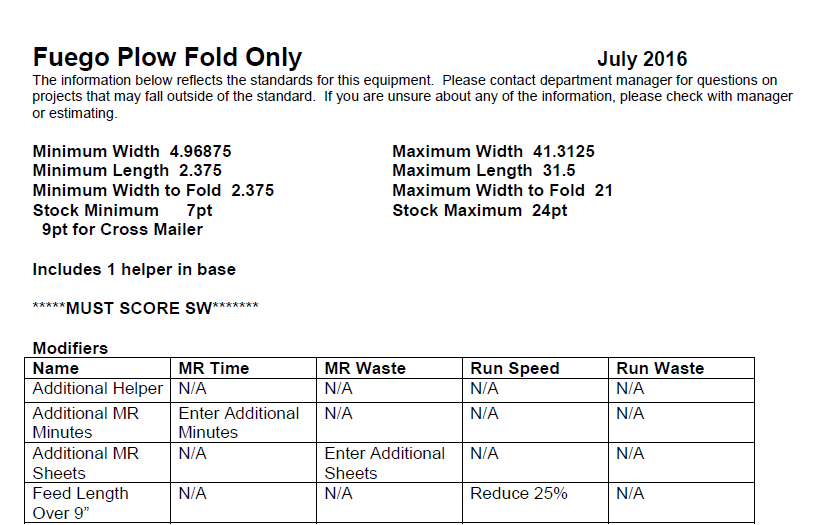 Fuego Plow Fold Only July 2016
The information below reflects the standards for this equipment. Please contact department manager for questions on
projects that may fall outside of the standard. If you are unsure about any of the information, please check with manager
or estimating.
Minimum Width 4.96875 Maximum Width 41.3125
Minimum Length 2.375 Maximum Length 31.5
Minimum Width to Fold 2.375 Maximum Width to Fold 21
Stock Minimum 7pt Stock Maximum 24pt
9pt for Cross Mailer
Includes 1 helper in base
*****MUST SCORE SW*******
Modifiers
Name MR Time MR Waste Run Speed Run Waste
Additional Helper N/A N/A N/A N/A
Additional MR Enter Additional N/A N/A N/A
Minutes Minutes
Additional MR N/A Enter Additional N/A N/A
Sheets Sheets
Feed Length N/A N/A Reduce 25% N/A
Over 9”